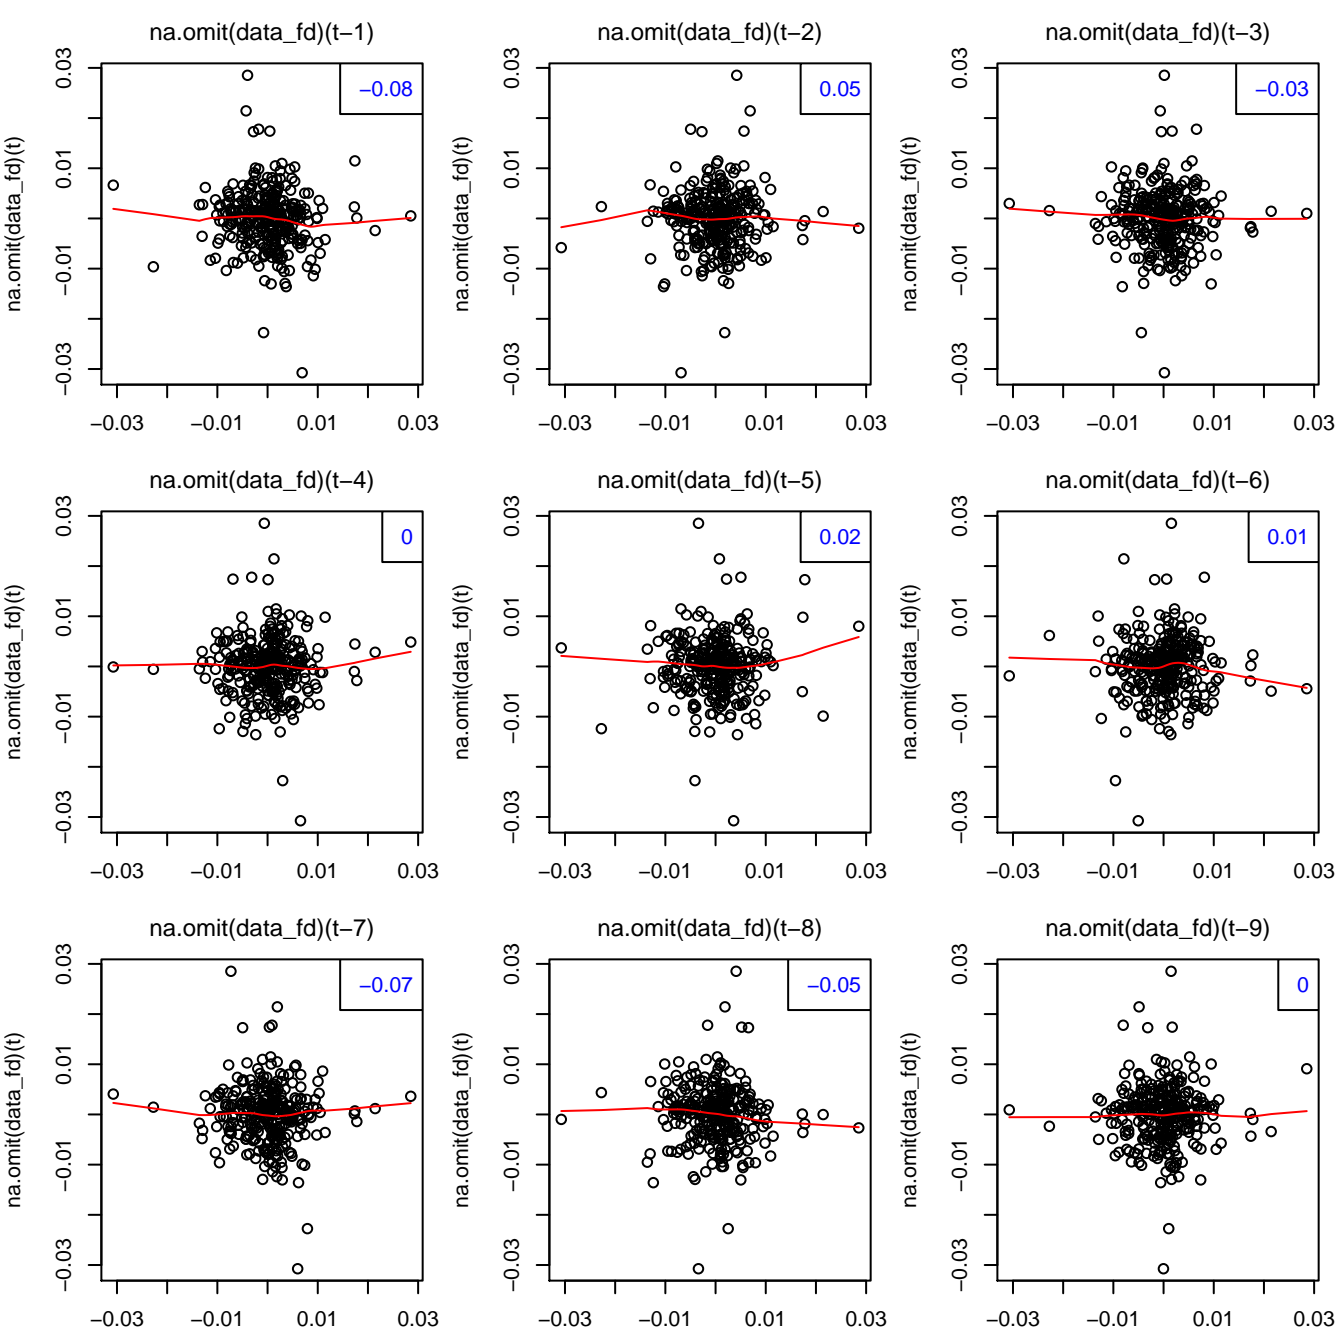 na.omit(data_fd)(t−1)
na.omit(data_fd)(t−2)
na.omit(data_fd)(t−3)
−0.08
0.05
−0.03
na.omit(data_fd)(t)
0.03
0.01
−0.01
−0.03
na.omit(data_fd)(t)
0.03
0.01
−0.01
−0.03
na.omit(data_fd)(t)
0.03
0.01
−0.01
−0.03
−0.03 −0.01 0.01 0.03
−0.03 −0.01 0.01 0.03
−0.03 −0.01 0.01 0.03
na.omit(data_fd)(t−4)
na.omit(data_fd)(t−5)
na.omit(data_fd)(t−6)
0
0.02
0.01
na.omit(data_fd)(t)
0.03
0.01
−0.01
−0.03
na.omit(data_fd)(t)
0.03
0.01
−0.01
−0.03
na.omit(data_fd)(t)
0.03
0.01
−0.01
−0.03
−0.03 −0.01 0.01 0.03
−0.03 −0.01 0.01 0.03
−0.03 −0.01 0.01 0.03
na.omit(data_fd)(t−7)
na.omit(data_fd)(t−8)
na.omit(data_fd)(t−9)
−0.07
−0.05
0
na.omit(data_fd)(t)
0.03
0.01
−0.01
−0.03
na.omit(data_fd)(t)
0.03
0.01
−0.01
−0.03
na.omit(data_fd)(t)
0.03
0.01
−0.01
−0.03
−0.03 −0.01 0.01 0.03
−0.03 −0.01 0.01 0.03
−0.03 −0.01 0.01 0.03